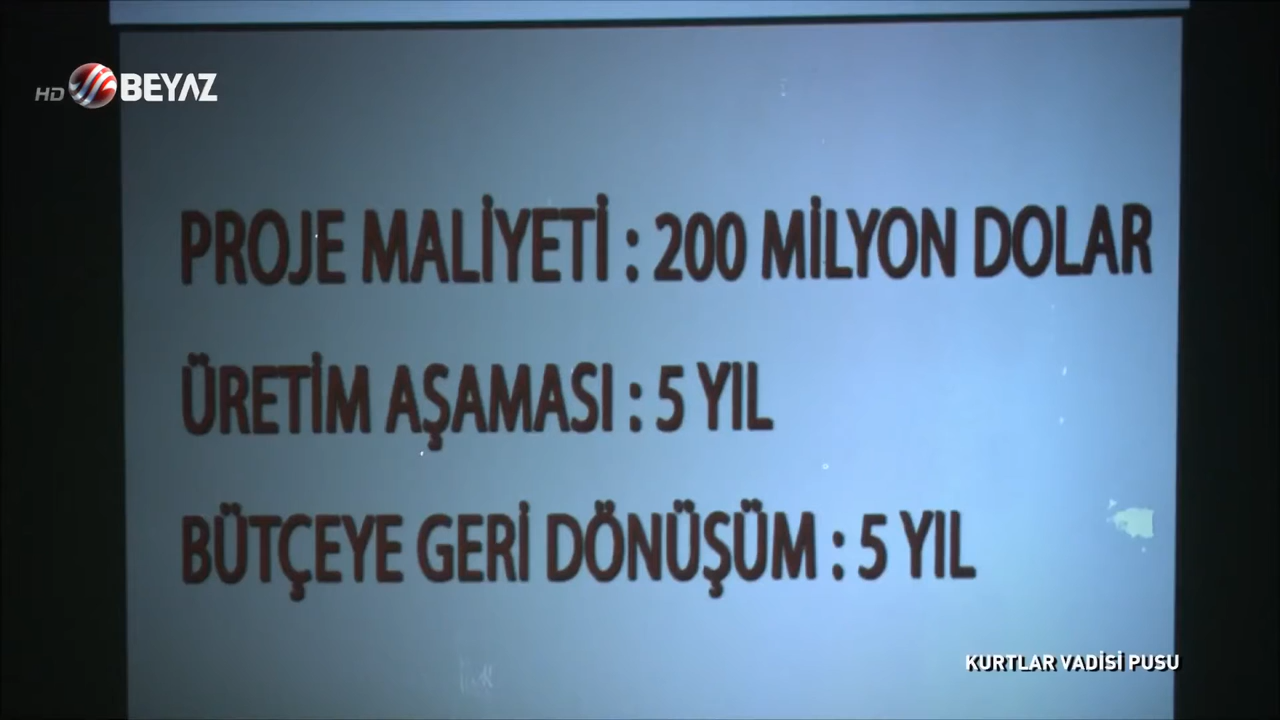 HD BEYAZ
PROJE MALİYETİ : 200 MİLYON DOLAR
ÜRETİM AŞAMASI : 5 YIL
BÜTÇEYE GERİ DÖNÜŞÜM : 5 YIL
KURTLAR VADİSİ PUSU